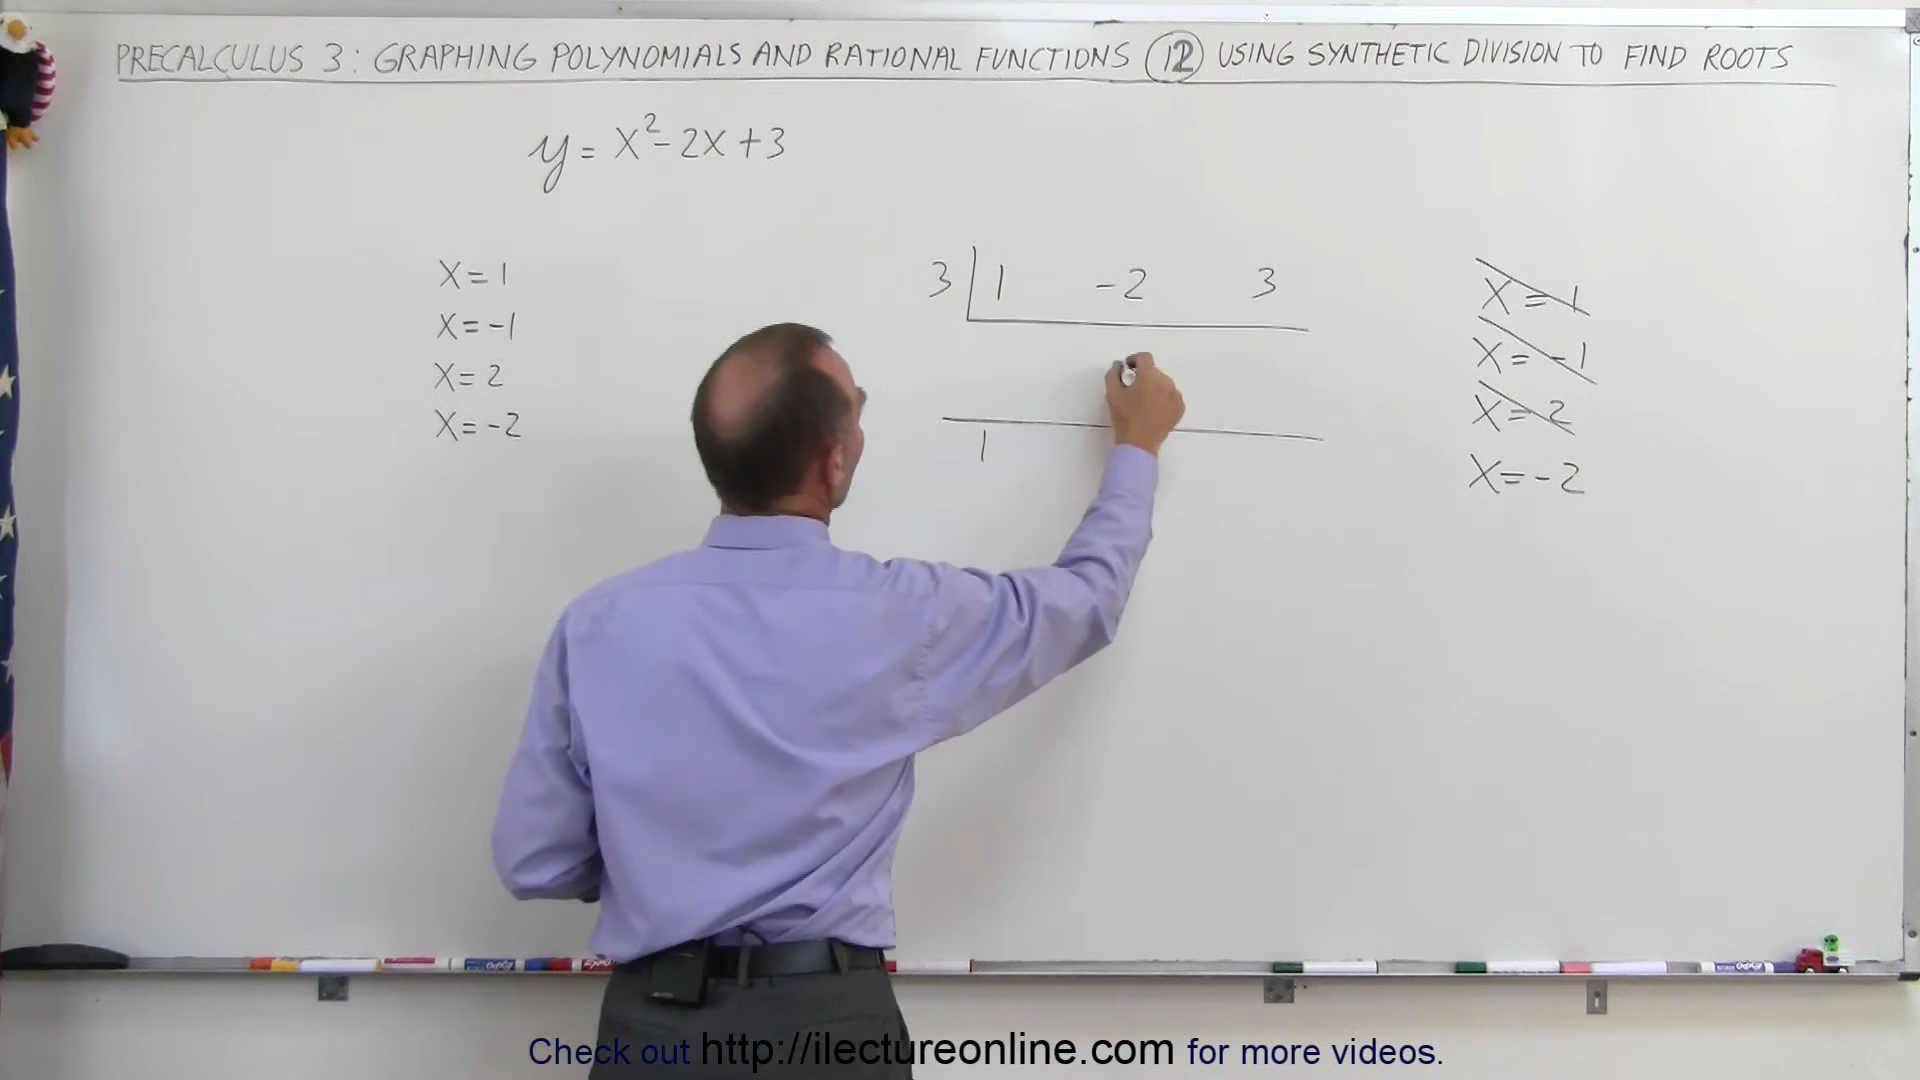 PRECALCULUS 3: GRAPHING POLYNOMIALS AND RATIONAL FUNCTIONS 12 USING SYNTHETIC DIVISION TO FIND ROOTS
y = x² - 2x + 3
x = 1
x = -1
x = 2
x = -2
3 | 1 -2 3
1
x = 1
x = -1
x = 2
x = -2
EXPO
Check out http://ilectureonline.com for more videos.